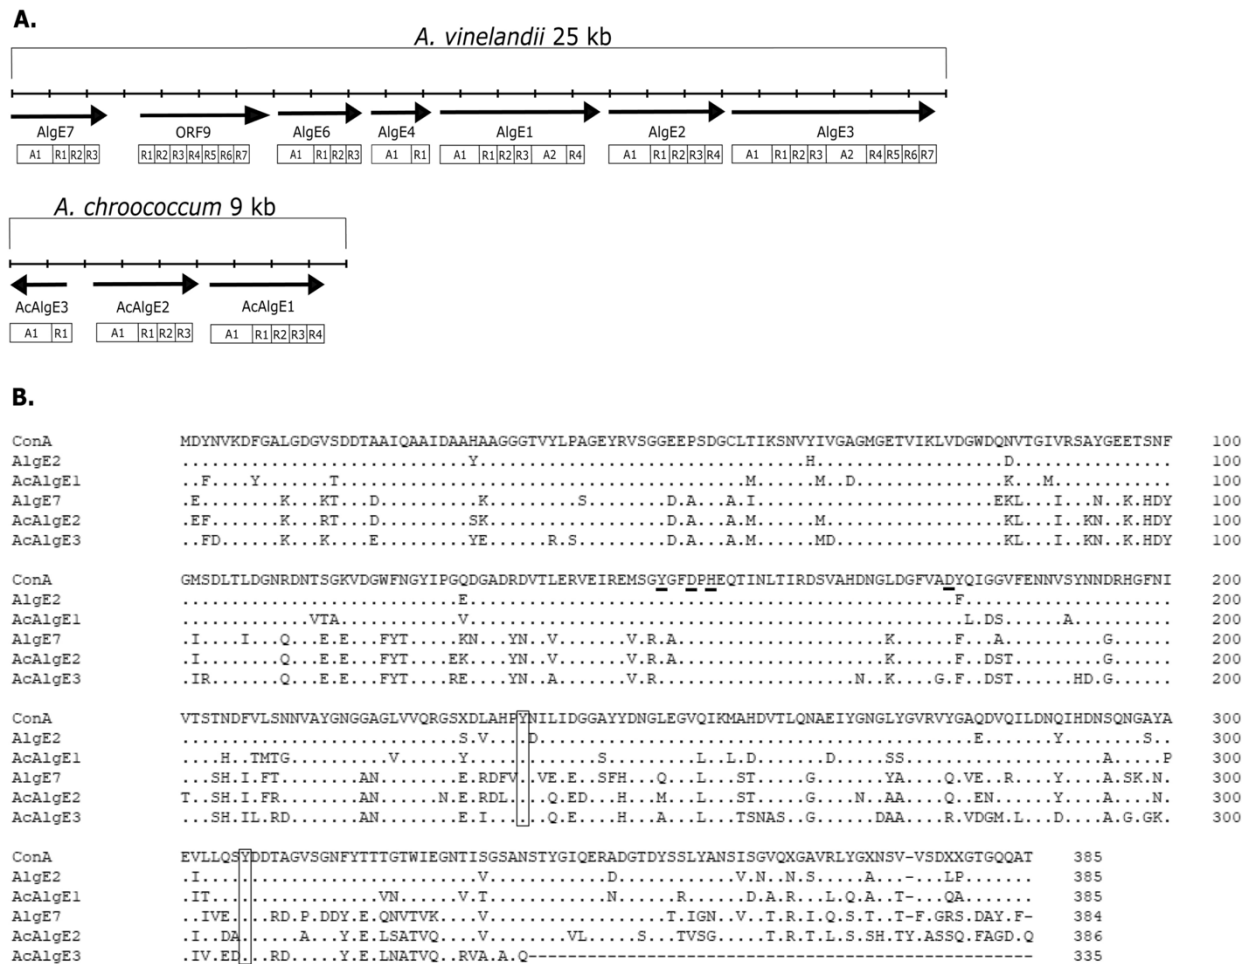 A.
A. vinelandii 25 kb
AlgE7 ORF9 AlgE6 AlgE4 AlgE1 AlgE2 AlgE3
A1 R1 R2 R3 R1 R2 R3 R4 R5 R6 R7 A1 R1 R2 R3 A1 R1 A1 R1 R2 R3 A2 R4 A1 R1 R2 R3 R4 A1 R1 R2 R3 A2 R4 R5 R6 R7
A. chroococcum 9 kb
AcAlgE3 AcAlgE2 AcAlgE1
A1 R1 A1 R1 R2 R3 A1 R1 R2 R3 R4
B.
ConA MDYNVKDFGALGDGVSDDTAAIQAAIDAAHAAGGGTVYLPAGEYRVSGGEEPSDGCLTIKSNVYIVGAGMGETVIKLVDGWDQNVTGIVRSAYGEETSNF 100
AlgE2 .............................Y.................................H...................D................ 100
AcAlgE1 ..F....Y.......T.........................................M......M..D...............K...M............ 100
AlgE7 .E........K...KT...D..........K.........S........D.A...A.I........................EKL...I...N..K.HDY 100
AcAlgE2 .EF.......K...RT...D.........SK..................D.A...A.M......M..................KL...I..KN..K.HDY 100
AcAlgE3 ..FD......K...K....E.........YE......R.S.........D.A...A.M......MD.................KL...I...N..K.HDY 100
ConA GMSDLTLDGNRDNTSGKVDGWFNGYIPGQDGADRDVTLERVEIREMSGYGFDPHEQTINLTIRDSVAHDNGLDGFVADYQIGGVFENNVSYNNDRHGFNI 200
AlgE2 ............................E.................................................F..................... 200
AcAlgE1 .............VTA............V..................................................L.DS......A.......... 200
AlgE7 .I....I...Q...E.E...FYT.....KN...YN..V.......V.R.A.....................K......F...A..........G...... 200
AcAlgE2 .I........Q...E.E...FYT....EK....YN..V.......V.R.A.....................K......F..DST.........G...... 200
AcAlgE3 .IR.......Q...E.E...FYT....RE....YN..A.......V.R....................N..K....G.F..DST......HD.G...... 200
ConA VTSTNDFVLSNNVAYGNGGAGLVVQRGSXDLAHPYNILIDGGAYYDNGLEGVQIKMAHDVTLQNAEIYGNGLYGVRVYGAQDVQILDNQIHDNSQNGAYA 300
AlgE2 ............................S.V....D............................................E.......Y........S.. 300
AcAlgE1 ....H..TMTG..........V......Y.............S.........L..L.D.......D.....SS.....................A.....P 300
AlgE7 ...SH.I.FT........AN........E.RDFV..VE.E..SFH...Q...L..ST.....G.......YA....Q.VE..R....Y....A.SK.N. 300
AcAlgE2 T..SH.I.FR........AN.......N.E.RDL....Q.ED...H...M...L..ST.....G....N..AA....Q..EN......Y....A....N. 300
AcAlgE3 ...SH.IL.RD.......AN........E.I.......Q.E....H...A...L..TSNAS..G......DAA....R.VDGM.L...D....A.G.GK. 300
ConA EVLLQSYDDTAGVSGNFYTTTGTWIEGNTISGSANSTYGIQERADGTDYSSLYANSISGVQXGAVRLYGXNSV-VSDXXGTGQQAT 385
AlgE2 .I............................V............D............V.N..N.S.....A...-...LP....... 385
AcAlgE1 .IT.................VN......V.T............N......R......D.A.R...L.Q.A..T-..QA........ 385
AlgE7 ..IVE....RD.P.DDY.E.QNVTVK....V..................T.IGN..V..T.R.I.Q.S.T..T-F.GRS.DAY.F- 384
AcAlgE2 .I..DA......A...Y.E.LSATVQ....V........VL.....S...TVSG....T.R.T.L.S.SH.TY.ASSQ.FAGD.Q 386
AcAlgE3 .IV.ED...RD....Y.E.LNATVQ..RVA.A.Q--------------------------------------------------- 335